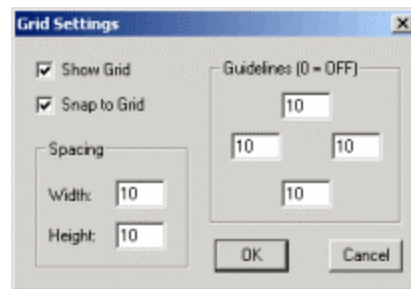 Grid Settings
Show Grid
Snap to Grid
Spacing
Width: 10
Height: 10
Guidelines (0 = OFF)
10
10 10
10
OK Cancel